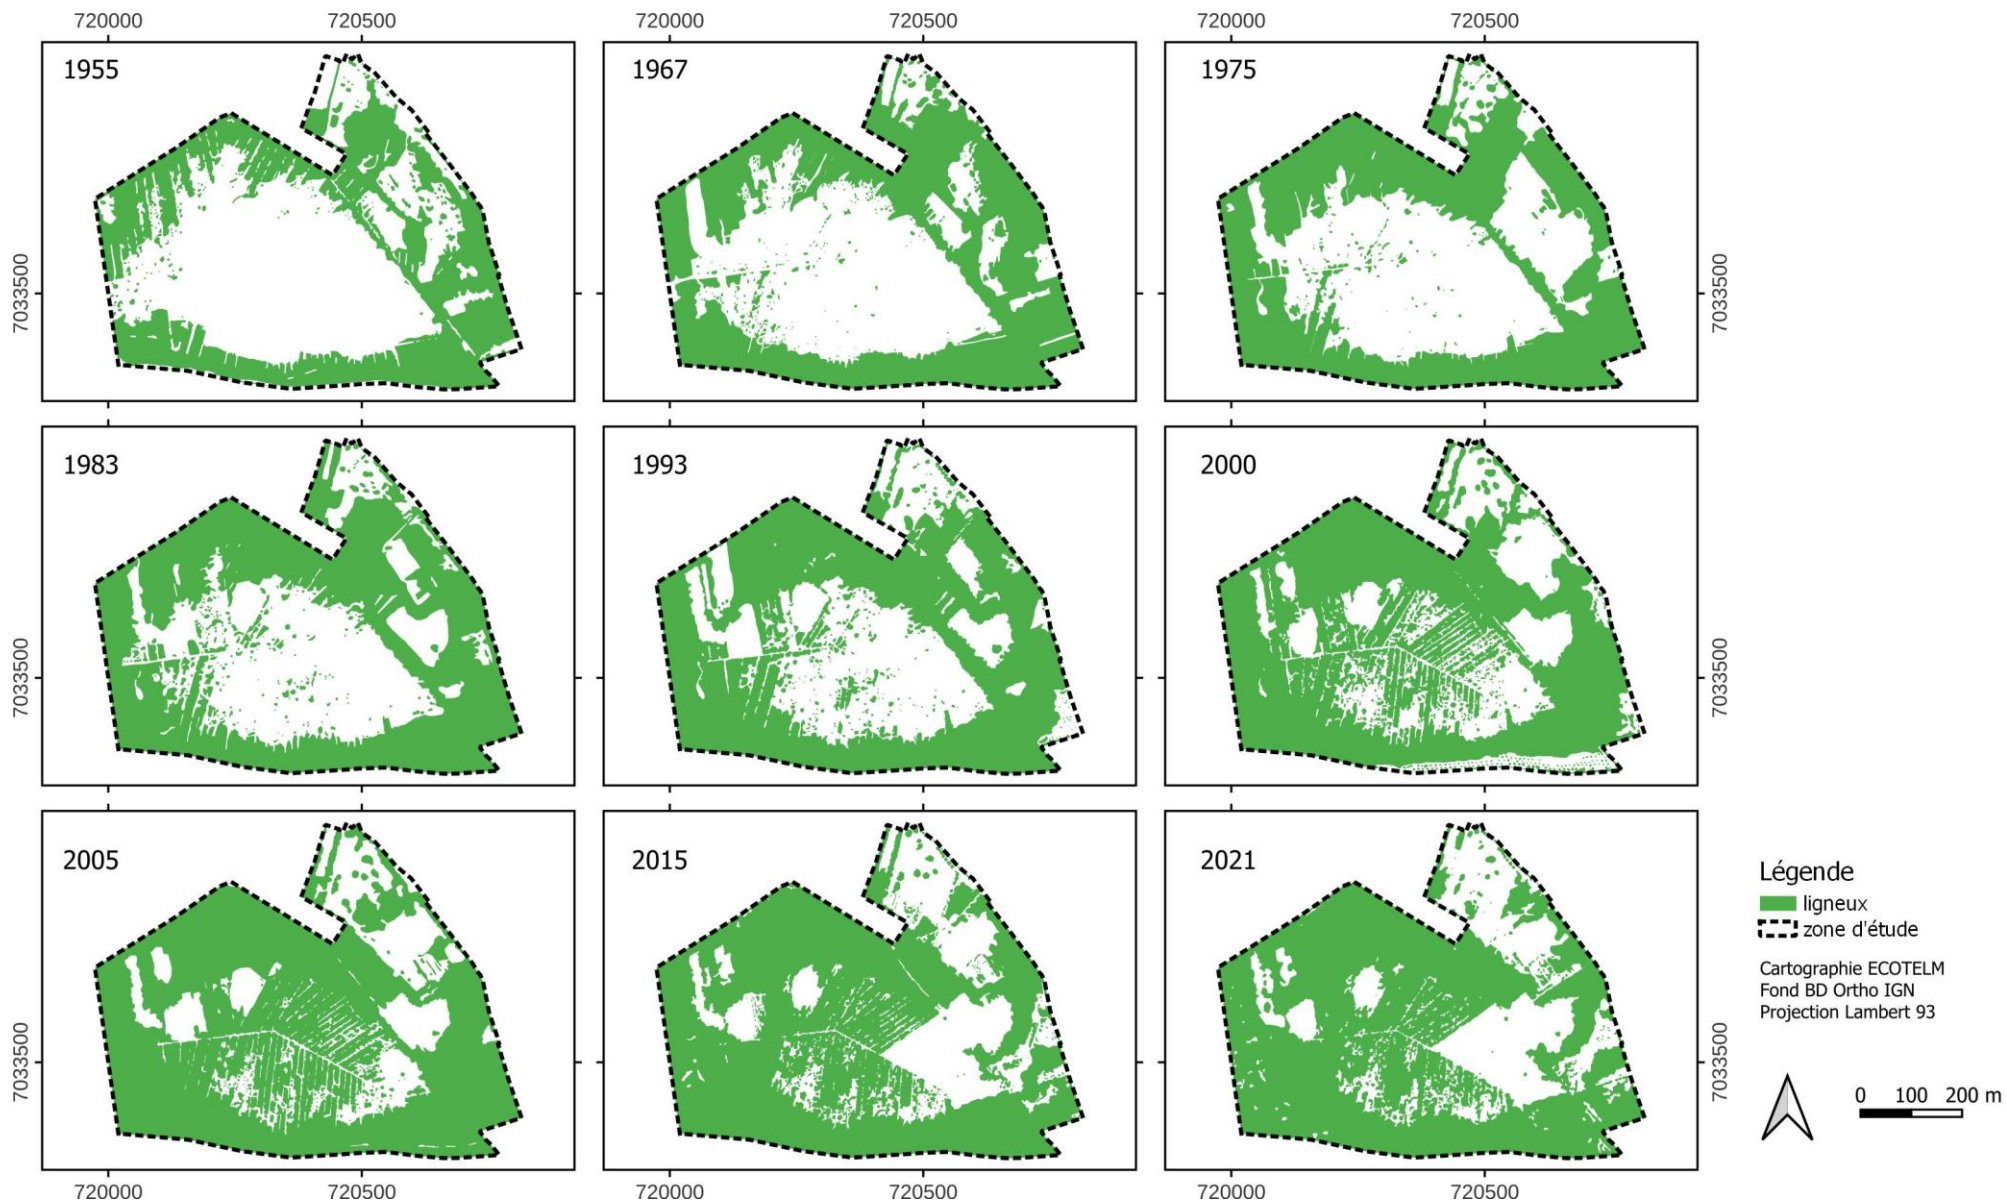 720000 720500 720000 720500 720000 720500
1955 1967 1975
7033500 7033500
1983 1993 2000
7033500 7033500
2005 2015 2021
7033500 7033500
Légende
ligneux
zone d'étude
Cartographie ECOTELM
Fond BD Ortho IGN
Projection Lambert 93
0 100 200 m
720000 720500 720000 720500 720000 720500